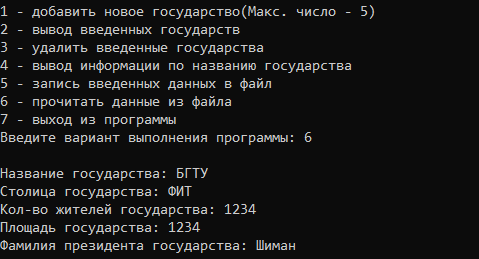 1 - добавить новое государство(Макс. число - 5)
2 - вывод введенных государств
3 - удалить введенные государства
4 - вывод информации по названию государства
5 - запись введенных данных в файл
6 - прочитать данные из файла
7 - выход из программы
Введите вариант выполнения программы: 6
Название государства: БГТУ
Столица государства: ФИТ
Кол-во жителей государства: 1234
Площадь государства: 1234
Фамилия президента государства: Шиман